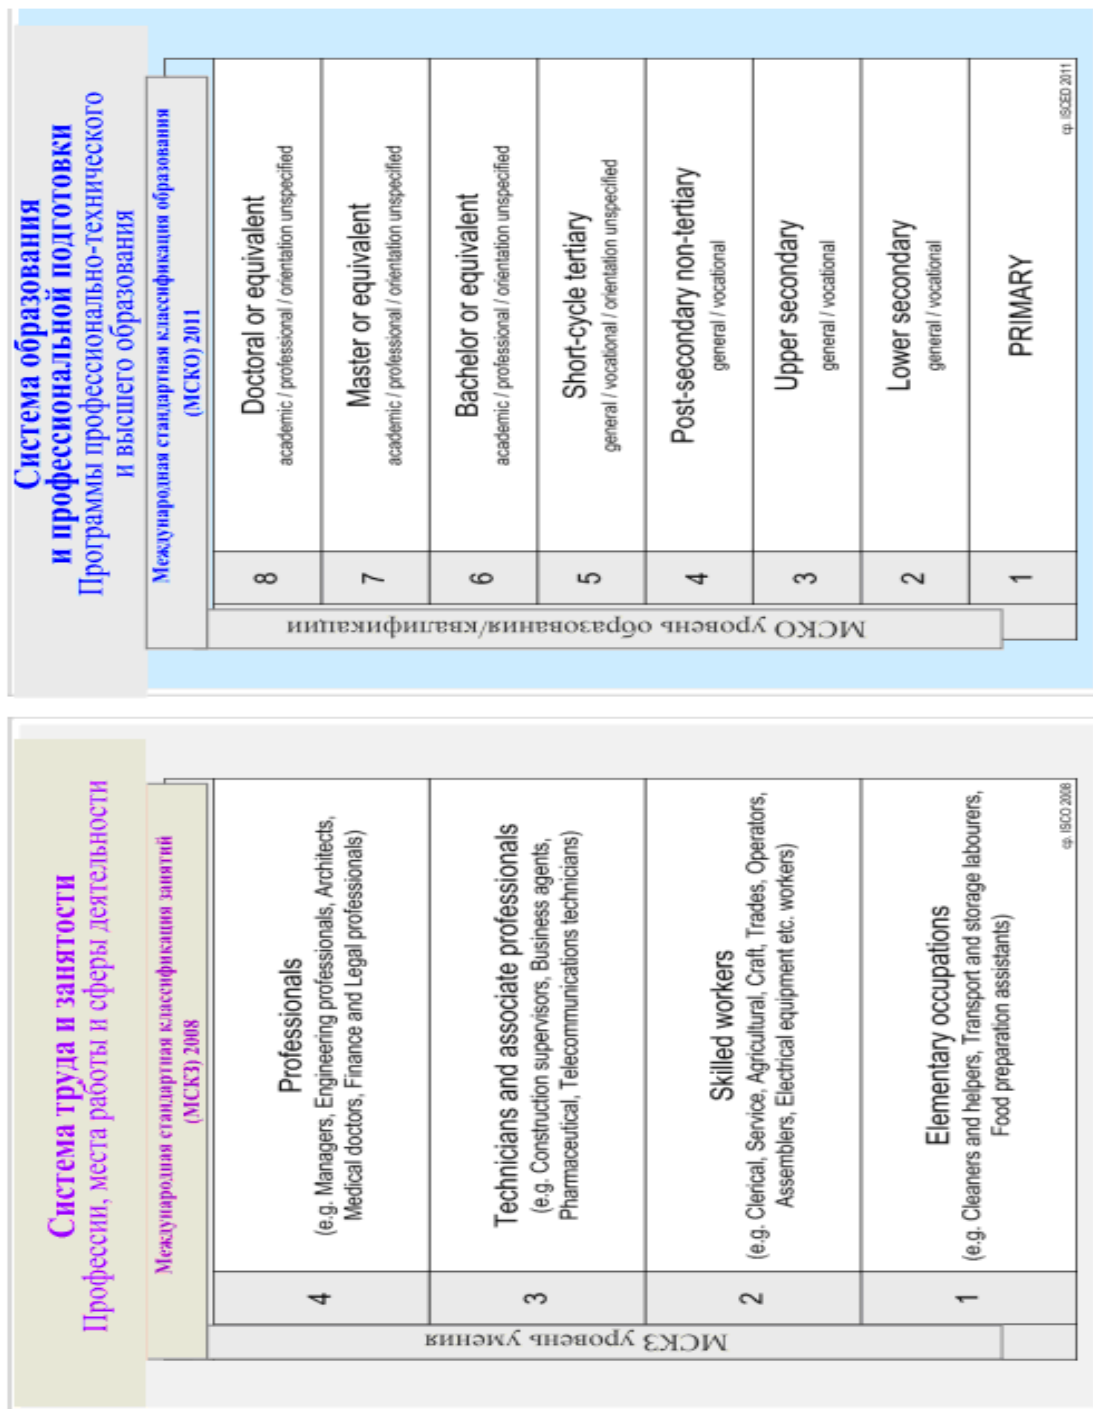 Система труда и занятости
Профессии, места работы и сферы деятельности
Международная стандартная классификация занятий
(МСКЗ) 2008
МСКЗ уровень умения
4
Professionals
(e.g. Managers, Engineering professionals, Architects,
Medical doctors, Finance and Legal professionals)
3
Technicians and associate professionals
(e.g. Construction supervisors, Business agents,
Pharmaceutical, Telecommunications technicians)
2
Skilled workers
(e.g. Clerical, Service, Agricultural, Craft, Trades, Operators,
Assemblers, Electrical equipment etc. workers)
1
Elementary occupations
(e.g. Cleaners and helpers, Transport and storage labourers,
Food preparation assistants)
cp. ISCO 2008
Система образования
и профессиональной подготовки
Программы профессионально-технического
и высшего образования
Международная стандартная классификация образования
(МСКО) 2011
МСКО уровень образования/квалификации
8
Doctoral or equivalent
academic / professional / orientation unspecified
7
Master or equivalent
academic / professional / orientation unspecified
6
Bachelor or equivalent
academic / professional / orientation unspecified
5
Short-cycle tertiary
general / vocational / orientation unspecified
4
Post-secondary non-tertiary
general / vocational
3
Upper secondary
general / vocational
2
Lower secondary
general / vocational
1
PRIMARY
cp. ISCED 2011